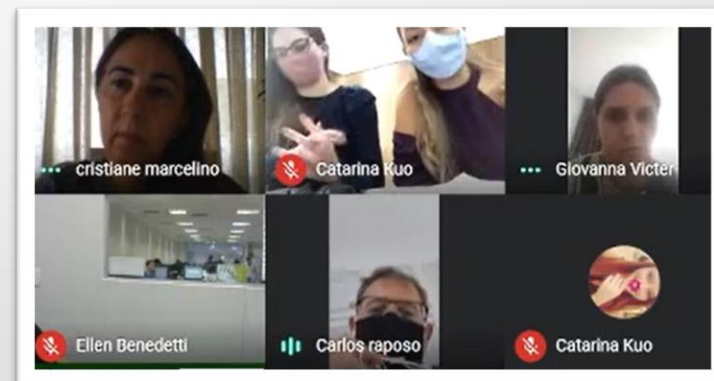 cristiane marcelino
Catarina Kuo
Giovanna Victer
Ellen Benedetti
Carlos raposo
Catarina Kuo